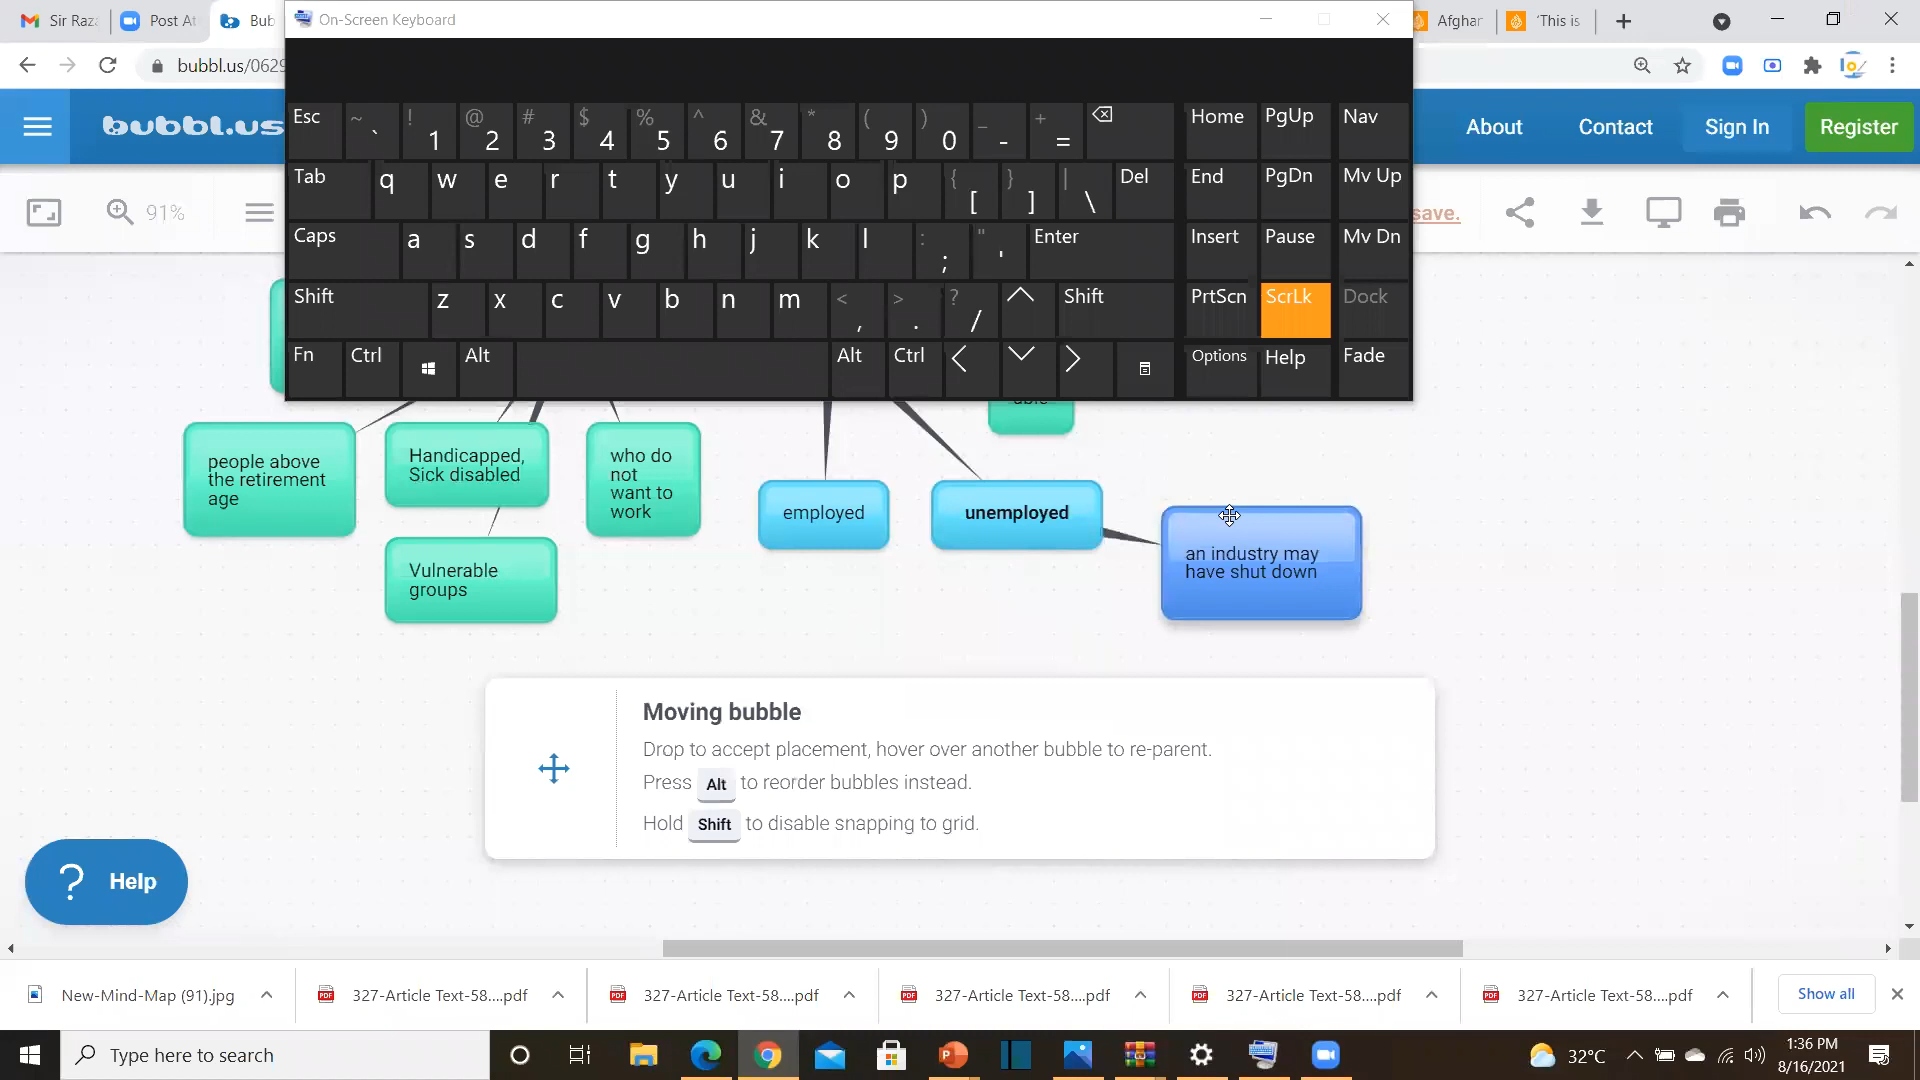 Sir Raz
Post At
Bub
On-Screen Keyboard
Afghan
'This is
bubbl.us/0629
Esc ~ ` ! 1 @ 2 # 3 $ 4 % 5 ^ 6 & 7 * 8 ( 9 ) 0 _ - + = Home PgUp Nav
bubbl.us
About Contact Sign In Register
Tab q w e r t y u i o p { [ } ] | \ Del End PgDn Mv Up
91%
save.
Caps a s d f g h j k l : ; " ' Enter Insert Pause Mv Dn
Shift z x c v b n m < , > . ? / Shift PrtScn ScrLk Dock
Fn Ctrl Alt Alt Ctrl Options Help Fade
people above
the retirement
age
Handicapped,
Sick disabled
who do
not
want to
work
employed
unemployed
an industry may
have shut down
Vulnerable
groups
Moving bubble
Drop to accept placement, hover over another bubble to re-parent.
Press Alt to reorder bubbles instead.
Hold Shift to disable snapping to grid.
? Help
New-Mind-Map (91).jpg
327-Article Text-58....pdf
327-Article Text-58....pdf
327-Article Text-58....pdf
327-Article Text-58....pdf
327-Article Text-58....pdf
Show all
Type here to search
32°C
1:36 PM
8/16/2021